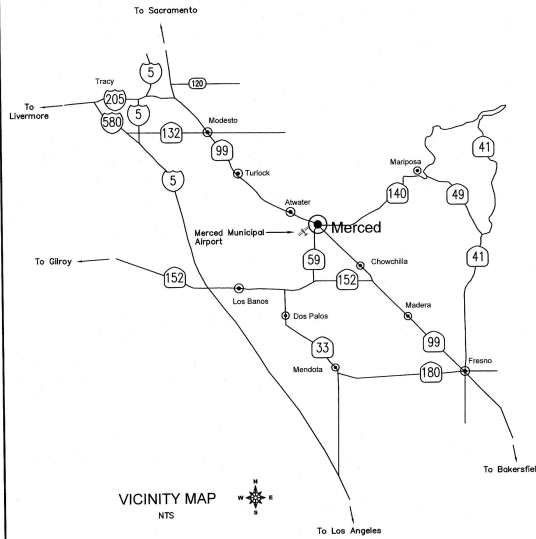 To Sacramento
5
120
Tracy
To
Livermore
205
5
580
132
Modesto
99
Turlock
5
41
Mariposa
140
49
Atwater
Merced Municipal
Airport
Merced
59
Chowchilla
41
To Gilroy
152
152
Los Banos
Dos Palos
Madera
33
99
Mendota
180
Fresno
To Bakersfield
VICINITY MAP
NTS
N
W
E
S
To Los Angeles